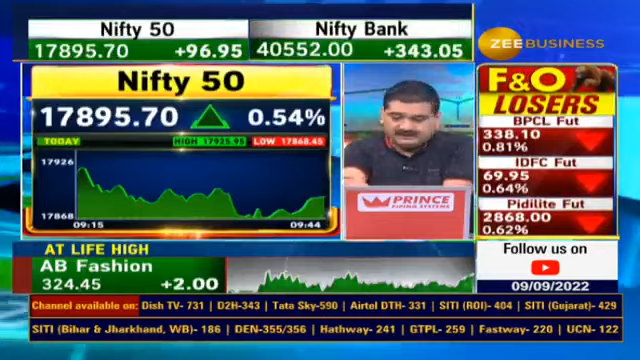 Nifty 50
17895.70 +96.95
Nifty Bank
40552.00 +343.05
ZEE BUSINESS
Nifty 50
17895.70 0.54%
TODAY HIGH 17925.95 LOW 17868.45
17926
17868
09:15 09:44
PRINCE
PIPING SYSTEMS
F&O
LOSERS
BPCL Fut
338.10
0.81%
IDFC Fut
69.95
0.64%
Pidilite Fut
2868.00
0.62%
AT LIFE HIGH
AB Fashion
324.45 +2.00
Follow us on
09/09/2022
Channel available on: Dish TV- 731 | D2H-343 | Tata Sky-590 | Airtel DTH- 331 | SITI (ROI)- 404 | SITI (Gujarat)- 429
SITI (Bihar & Jharkhand, WB)- 186 | DEN-355/356 | Hathway- 241 | GTPL- 259 | Fastway- 220 | UCN- 122